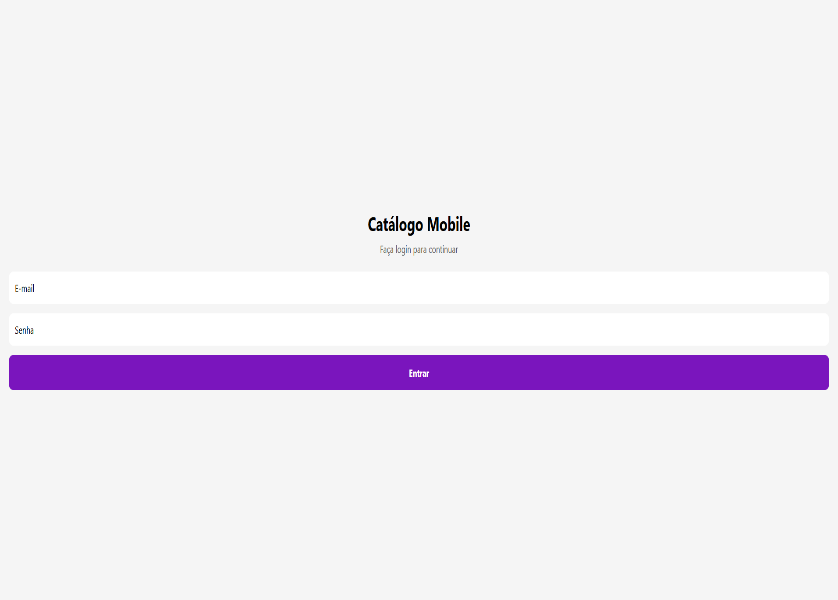 Catálogo Mobile
Faça login para continuar
E-mail
Senha
Entrar